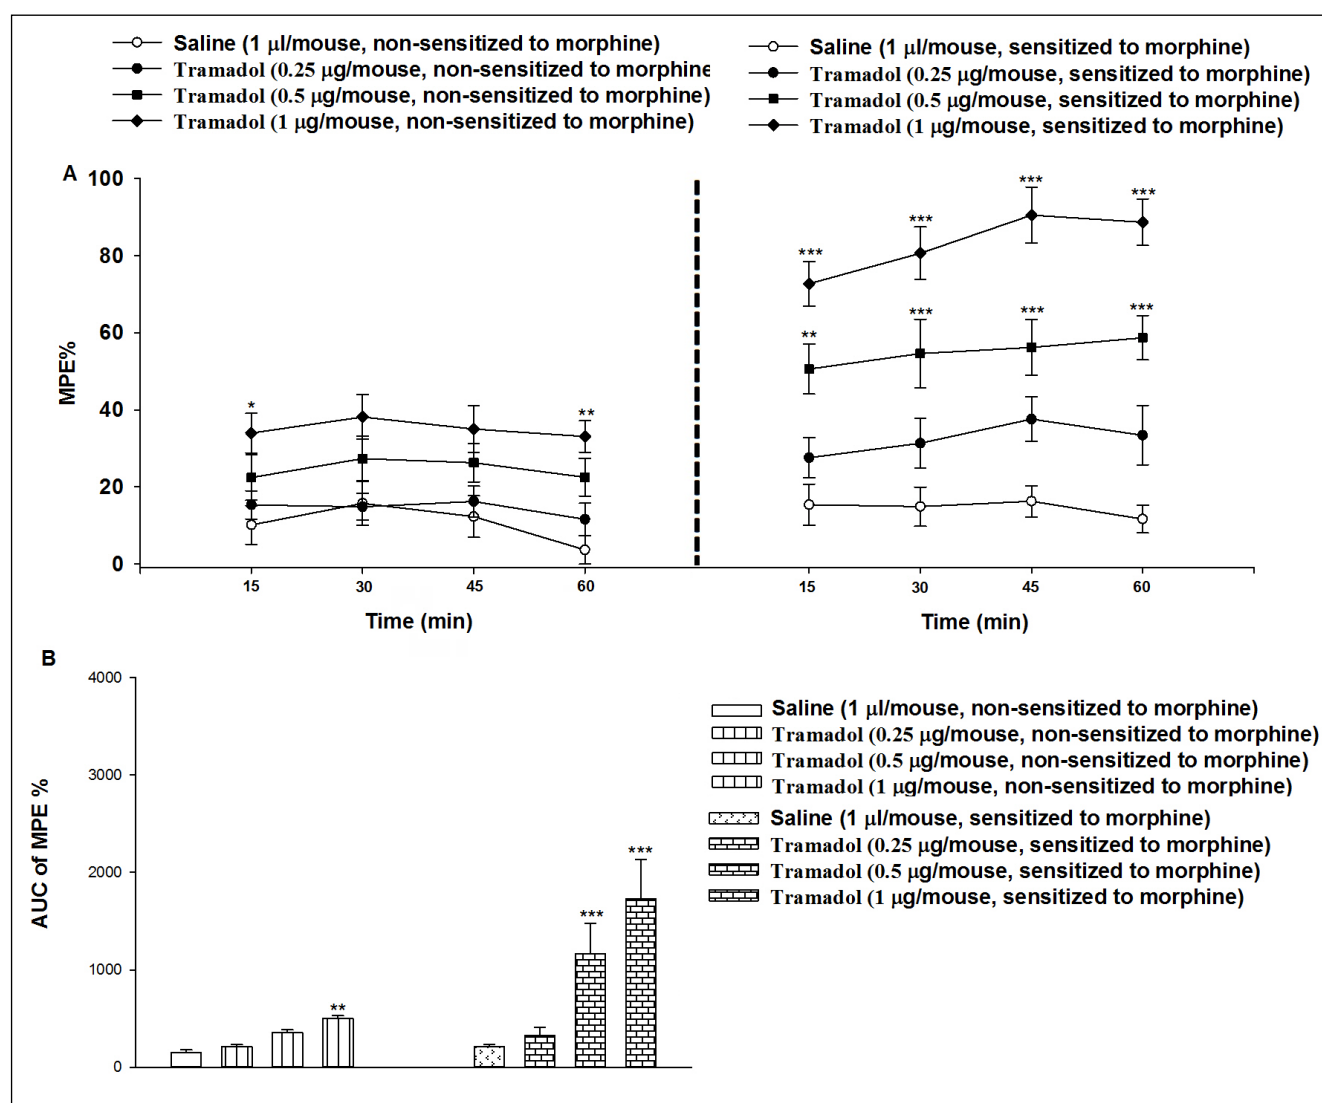 Saline (1 µl/mouse, non-sensitized to morphine)
Tramadol (0.25 µg/mouse, non-sensitized to morphine
Tramadol (0.5 µg/mouse, non-sensitized to morphine)
Tramadol (1 µg/mouse, non-sensitized to morphine)
Saline (1 µl/mouse, sensitized to morphine)
Tramadol (0.25 µg/mouse, sensitized to morphine)
Tramadol (0.5 µg/mouse, sensitized to morphine)
Tramadol (1 µg/mouse, sensitized to morphine)
A
MPE%
100
80
60
40
20
0
* **
*** *** *** ***
** *** *** ***
15 30 45 60
15 30 45 60
Time (min)
Time (min)
B
AUC of MPE %
4000
3000
2000
1000
0
**
*** ***
Saline (1 µl/mouse, non-sensitized to morphine)
Tramadol (0.25 µg/mouse, non-sensitized to morphine)
Tramadol (0.5 µg/mouse, non-sensitized to morphine)
Tramadol (1 µg/mouse, non-sensitized to morphine)
Saline (1 µl/mouse, sensitized to morphine)
Tramadol (0.25 µg/mouse, sensitized to morphine)
Tramadol (0.5 µg/mouse, sensitized to morphine)
Tramadol (1 µg/mouse, sensitized to morphine)